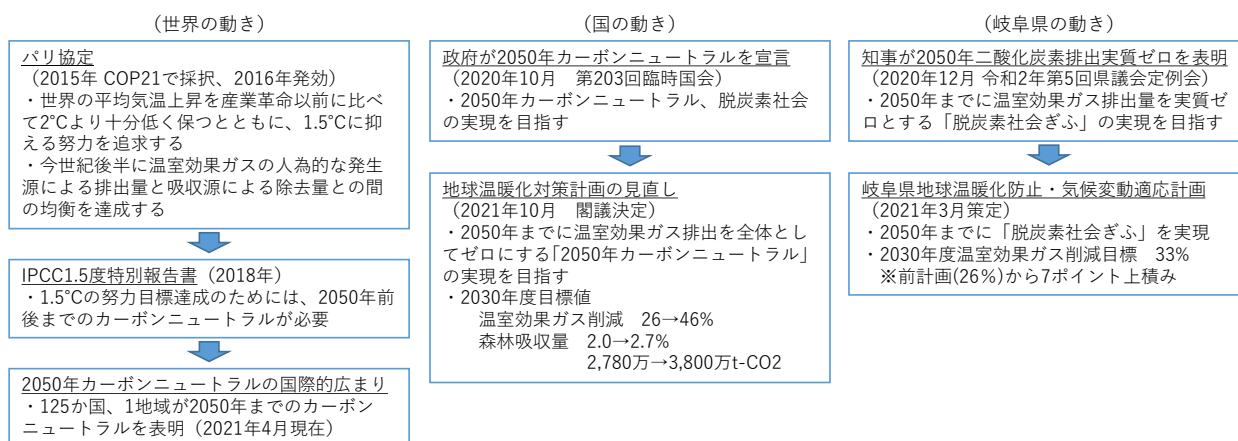 （世界の動き）
パリ協定
（2015年 COP21で採択、2016年発効）
・世界の平均気温上昇を産業革命以前に比べ
て2℃より十分低く保つとともに、1.5℃に抑
える努力を追求する
・今世紀後半に温室効果ガスの人為的な発生
源による排出量と吸収源による除去量との間
の均衡を達成する
IPCC1.5度特別報告書（2018年）
・1.5℃の努力目標達成のためには、2050年前
後までのカーボンニュートラルが必要
2050年カーボンニュートラルの国際的広まり
・125か国、1地域が2050年までのカーボン
ニュートラルを表明（2021年4月現在）
（国の動き）
政府が2050年カーボンニュートラルを宣言
（2020年10月　第203回臨時国会）
・2050年カーボンニュートラル、脱炭素社会
の実現を目指す
地球温暖化対策計画の見直し
（2021年10月　閣議決定）
・2050年までに温室効果ガス排出を全体とし
てゼロにする「2050年カーボンニュートラル」
の実現を目指す
・2030年度目標値
温室効果ガス削減　26→46%
森林吸収量　2.0→2.7%
2,780万→3,800万t-CO2
（岐阜県の動き）
知事が2050年二酸化炭素排出実質ゼロを表明
（2020年12月 令和2年第5回県議会定例会）
・2050年までに温室効果ガス排出量を実質ゼ
ロとする「脱炭素社会ぎふ」の実現を目指す
岐阜県地球温暖化防止・気候変動適応計画
（2021年3月策定）
・2050年までに「脱炭素社会ぎふ」を実現
・2030年度温室効果ガス削減目標　33%
※前計画(26%)から7ポイント上積み